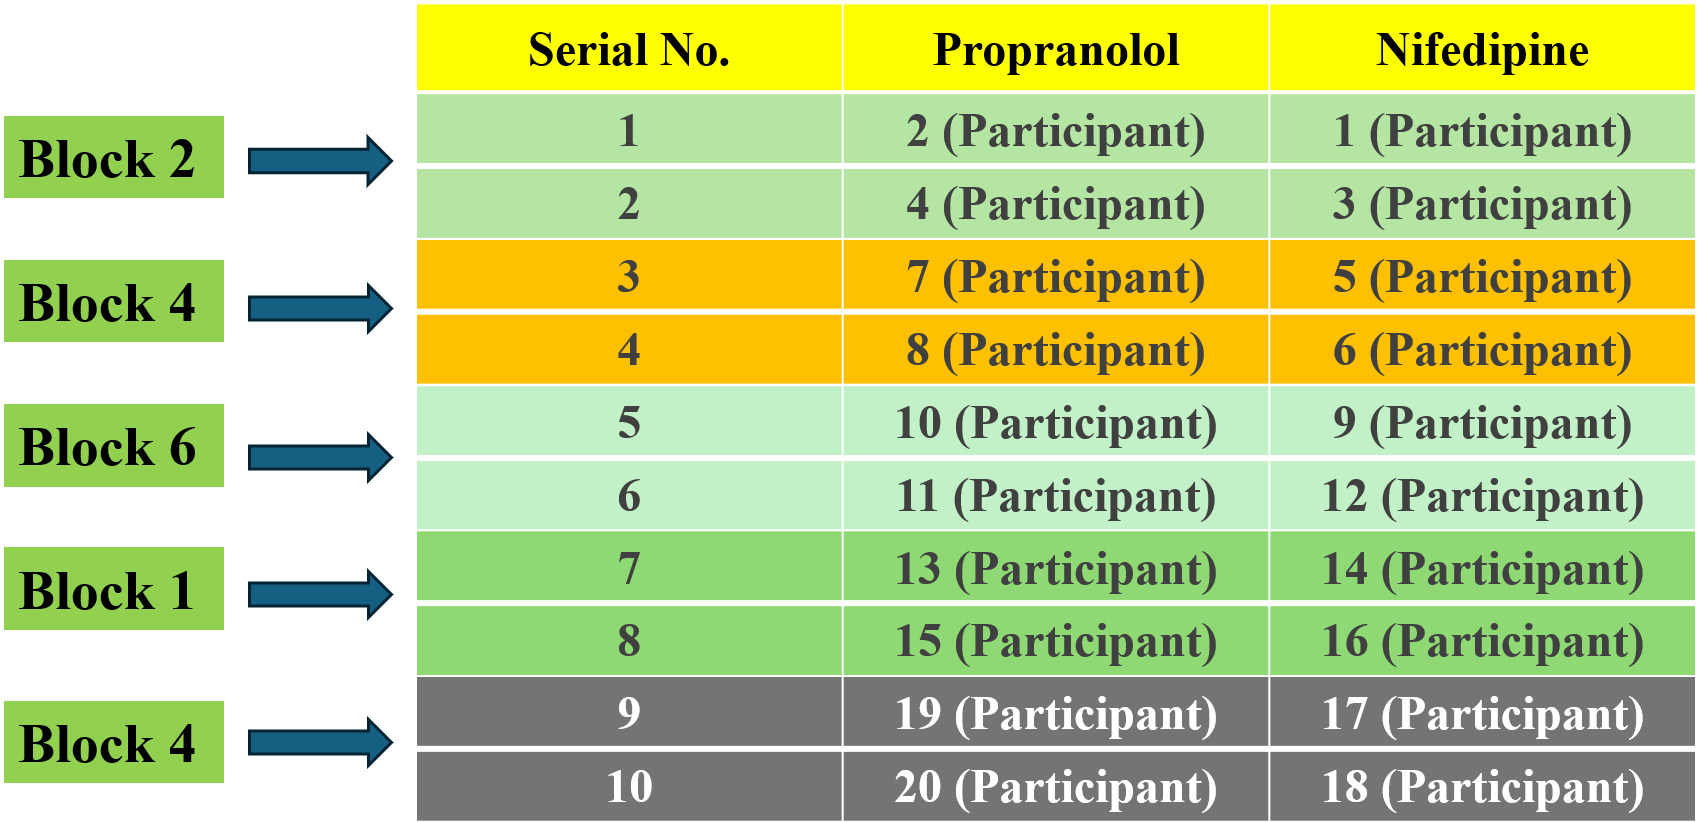 Serial No. Propranolol Nifedipine
Block 2
1 2 (Participant) 1 (Participant)
2 4 (Participant) 3 (Participant)
Block 4
3 7 (Participant) 5 (Participant)
4 8 (Participant) 6 (Participant)
Block 6
5 10 (Participant) 9 (Participant)
6 11 (Participant) 12 (Participant)
Block 1
7 13 (Participant) 14 (Participant)
8 15 (Participant) 16 (Participant)
Block 4
9 19 (Participant) 17 (Participant)
10 20 (Participant) 18 (Participant)